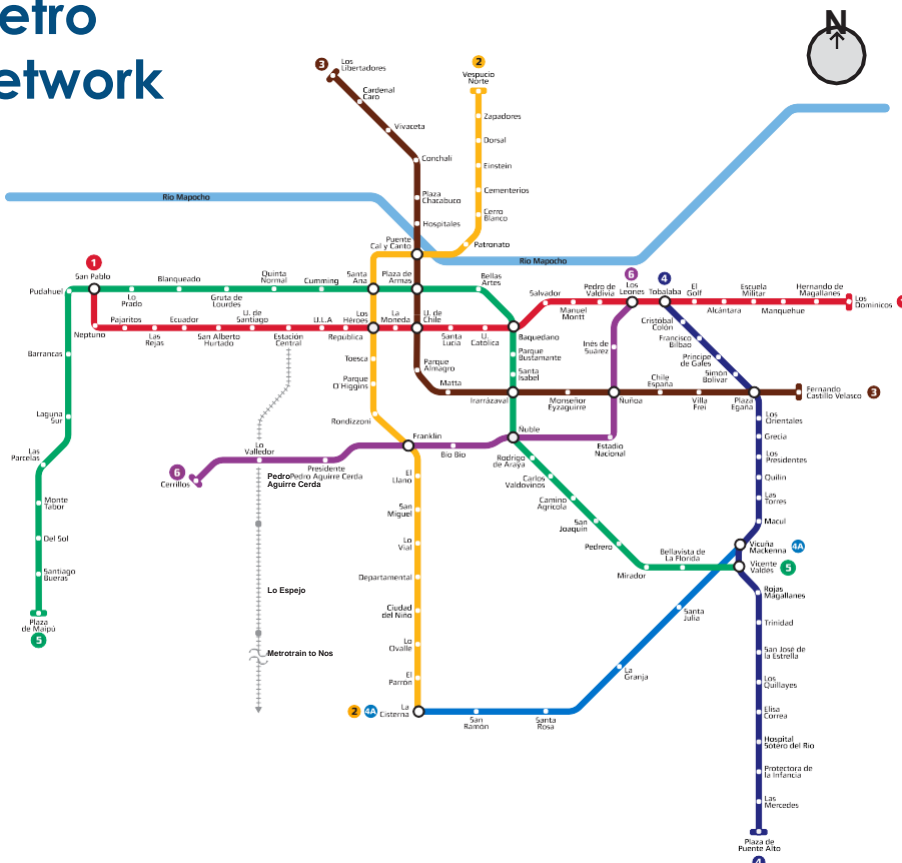 etro
etwork
N
3
Los
Libertadores
Cardenal
Caro
Vivaceta
Conchali
Plaza
Chacabuco
Hospitales
2
Vespucio
Norte
Zapadores
Dorsal
Einstein
Cementerios
Cerro
Blanco
Patronato
Puente
Cal y Canto
Río Mapocho
Río Mapocho
1
San Pablo
Pudahuel
Neptuno
Lo
Prado
Blanqueado
Gruta de
Lourdes
Quinta
Normal
Cumming
Santa
Ana
Plaza de
Armas
Bellas
Artes
Pajaritos
Las
Rejas
Ecuador
San Alberto
Hurtado
U. de
Santiago
Estación
Central
U.L.A
República
Los
Héroes
La
Moneda
U. de
Chile
Santa
Lucia
U.
Católica
Baquedano
Salvador
Manuel
Montt
Pedro de
Valdivia
6
Los
Leones
4
Tobalaba
El
Golf
Alcántara
Escuela
Militar
Manquehue
Hernando de
Magallanes
Los
Dominicos
Cristobal
Colón
Francisco
Bilbao
Príncipe
de Gales
Simón
Bolívar
Plaza
Egaña
Inés de
Suárez
Parque
Bustamante
Santa
Isabel
Irarrázaval
Monseñor
Eyzaguirre
Ñuñoa
Chile
España
Villa
Frei
Fernando
Castillo Velasco
3
Toesca
Parque
O Higgins
Rondizzoni
Parque
Almagro
Matta
Franklin
Bio Bio
Ñuble
Estadio
Nacional
Barrancas
Laguna
Sur
Las
Parcelas
Monte
Tabor
Del Sol
Santiago
Bueras
Plaza
de Maipú
5
6
Cerrillos
Lo
Valledor
Presidente
Pedro Aguirre Cerda
Pedro
Aguirre Cerda
Lo Espejo
Metrotrain to Nos
El
Llano
San
Miguel
Lo
Vial
Departamental
Ciudad
del Niño
Lo
Ovalle
El
Parrón
2
4A
La
Cisterna
San
Ramón
Santa
Rosa
La
Granja
Santa
Julia
Rodrigo
de Araya
Carlos
Valdovinos
Camino
Agrícola
San
Joaquín
Pedrero
Mirador
Bellavista de
La Florida
Los
Orientales
Grecia
Los
Presidentes
Quilín
Las
Torres
Macul
Vicuña
Mackenna
4A
Vicente
Valdés
5
Rojas
Magallanes
Trinidad
San José de
la Estrella
Los
Quillayes
Elisa
Correa
Hospital
Sótero del Río
Protectora de
la Infancia
Las
Mercedes
Plaza de
Puente Alto
4